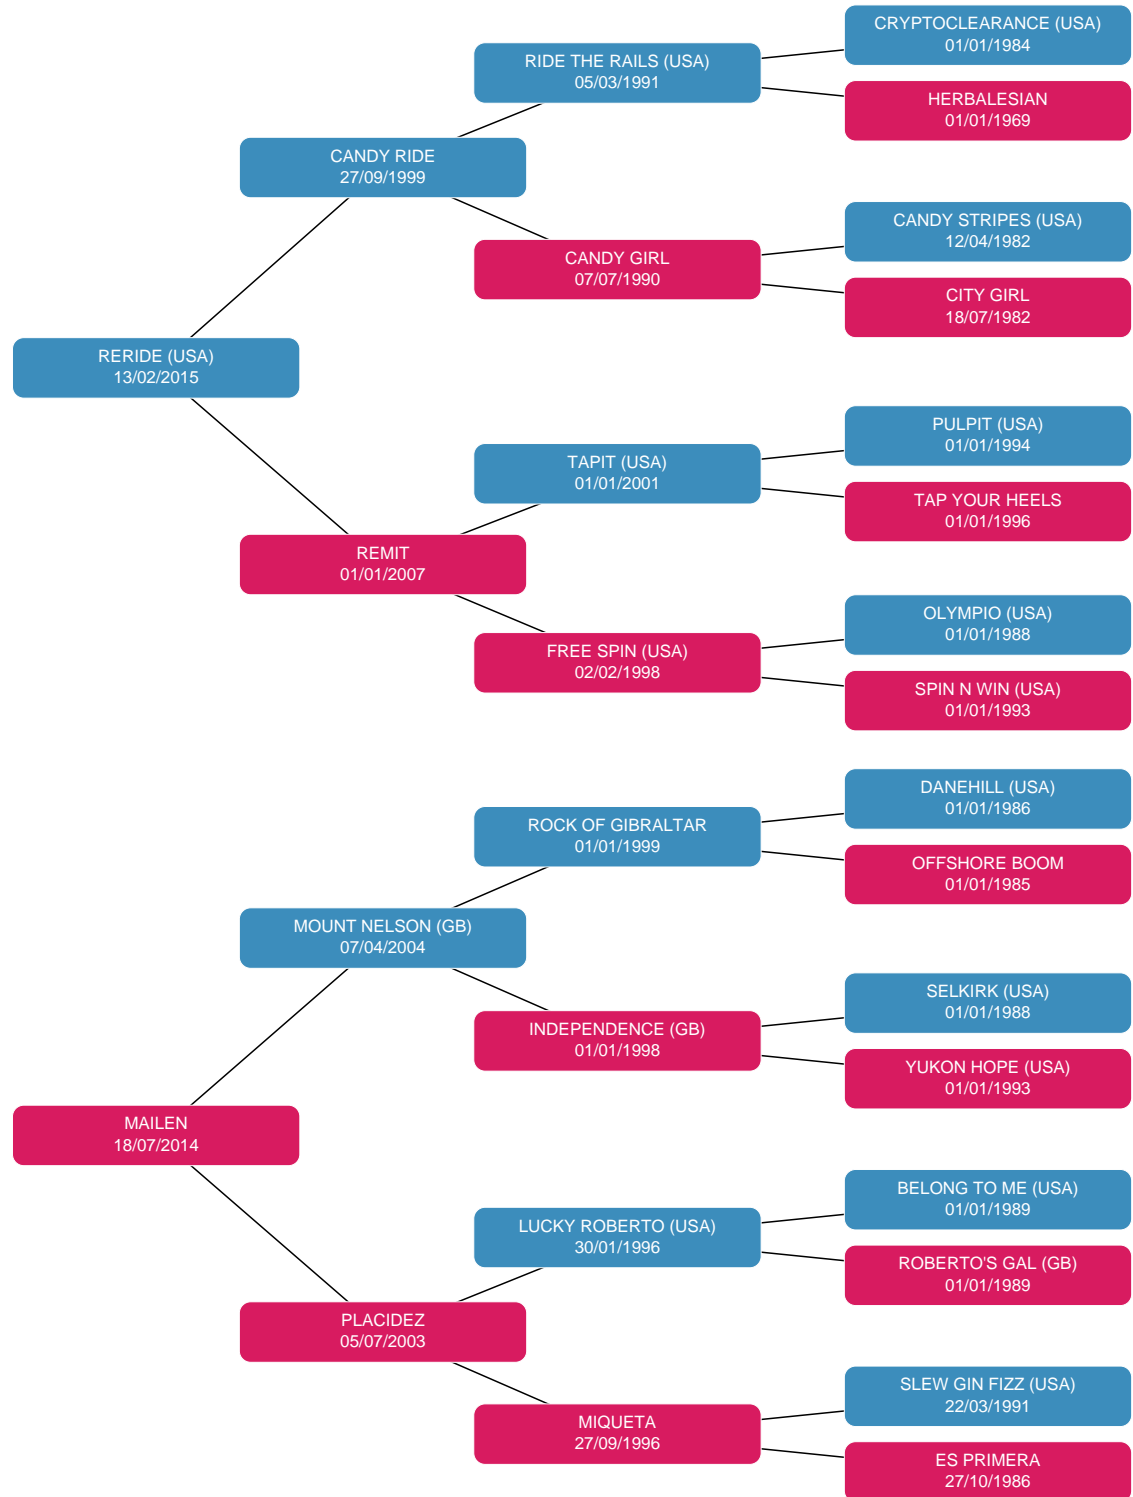 CRYPTOCLEARANCE (USA)
01/01/1984
RIDE THE RAILS (USA)
05/03/1991
HERBALESIAN
01/01/1969
CANDY RIDE
27/09/1999
CANDY STRIPES (USA)
12/04/1982
CANDY GIRL
07/07/1990
CITY GIRL
18/07/1982
RERIDE (USA)
13/02/2015
PULPIT (USA)
01/01/1994
TAPIT (USA)
01/01/2001
TAP YOUR HEELS
01/01/1996
REMIT
01/01/2007
OLYMPIO (USA)
01/01/1988
FREE SPIN (USA)
02/02/1998
SPIN N WIN (USA)
01/01/1993
DANEHILL (USA)
01/01/1986
ROCK OF GIBRALTAR
01/01/1999
OFFSHORE BOOM
01/01/1985
MOUNT NELSON (GB)
07/04/2004
SELKIRK (USA)
01/01/1988
INDEPENDENCE (GB)
01/01/1998
YUKON HOPE (USA)
01/01/1993
MAILEN
18/07/2014
BELONG TO ME (USA)
01/01/1989
LUCKY ROBERTO (USA)
30/01/1996
ROBERTO'S GAL (GB)
01/01/1989
PLACIDEZ
05/07/2003
SLEW GIN FIZZ (USA)
22/03/1991
MIQUETA
27/09/1996
ES PRIMERA
27/10/1986